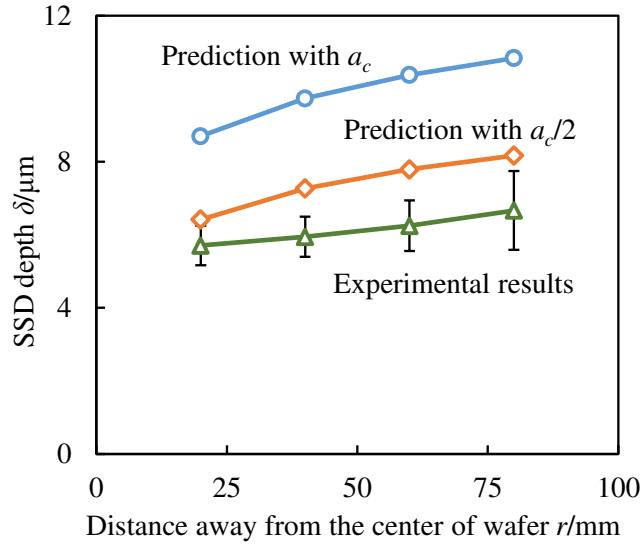 12
Prediction with a_c
Prediction with a_c/2
8
SSD depth δ/μm
Experimental results
4
0
0 25 50 75 100
Distance away from the center of wafer r/mm